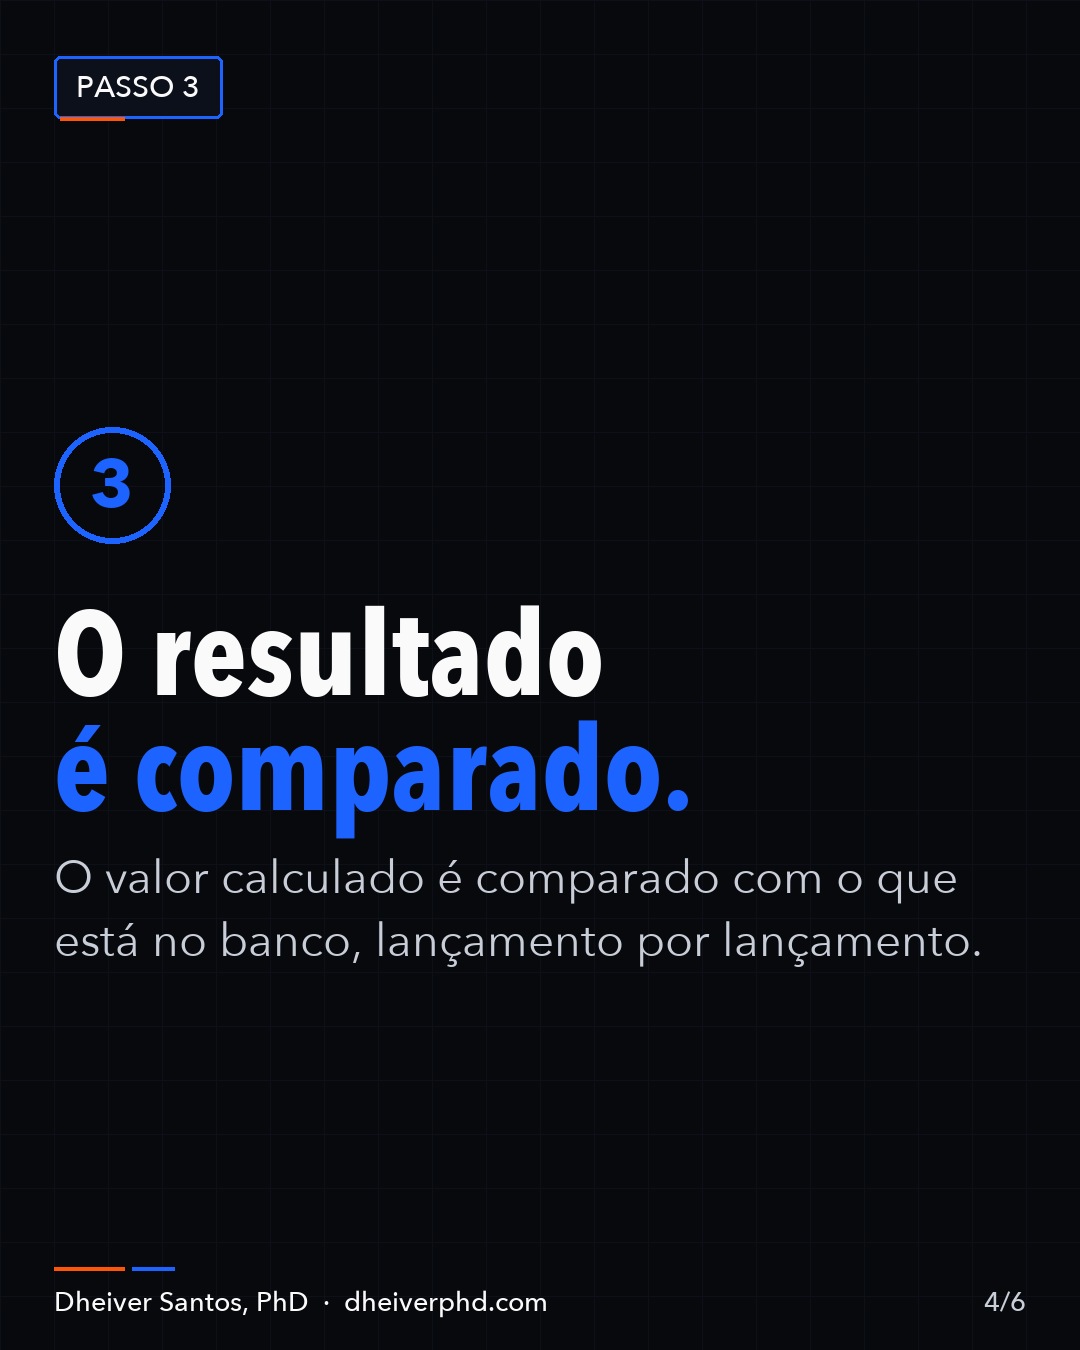 PASSO 3
3
O resultado
é comparado.
O valor calculado é comparado com o que
está no banco, lançamento por lançamento.
Dheiver Santos, PhD · dheiverphd.com
4/6